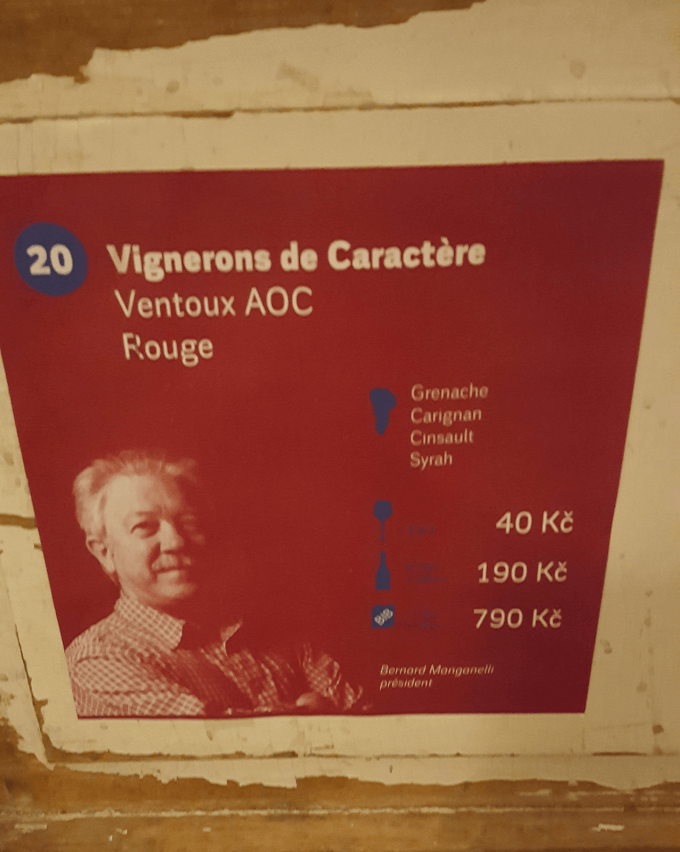 20 Vignerons de Caractère
Ventoux AOC
Rouge
Grenache
Carignan
Cinsault
Syrah
40 Kč
190 Kč
BIB 790 Kč
Bernard Manganelli
président